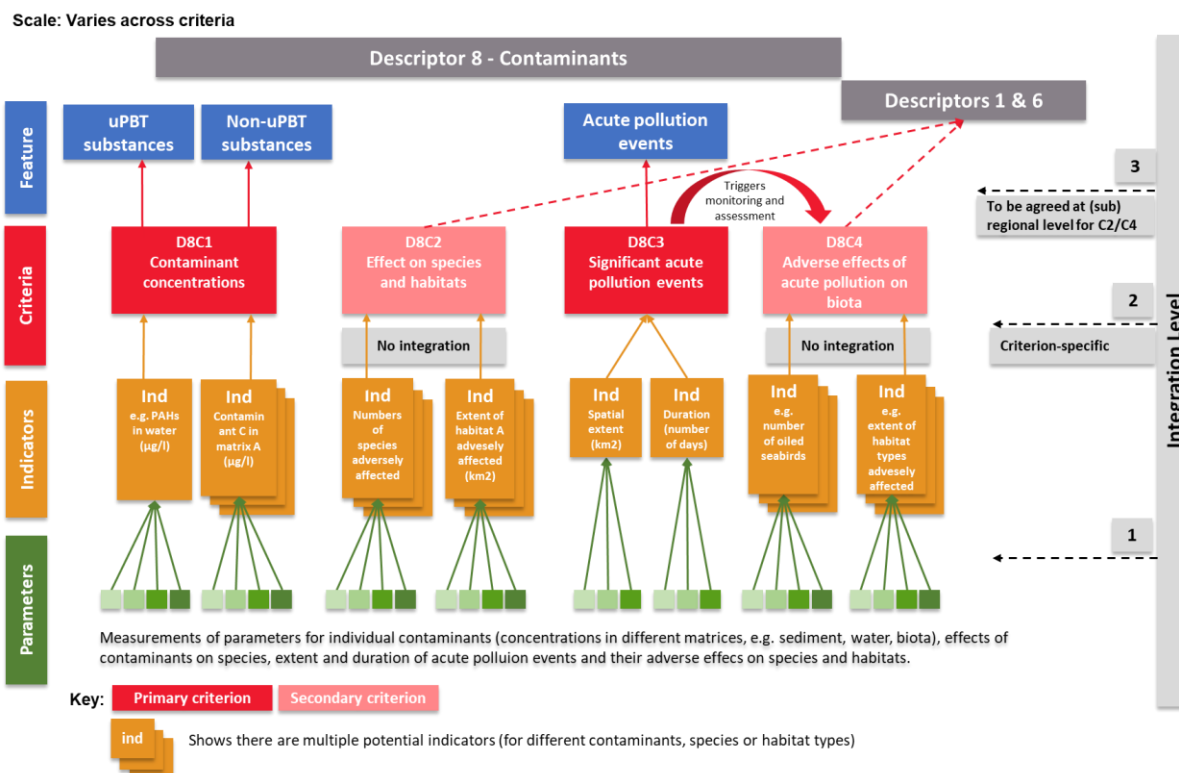 Scale: Varies across criteria
Descriptor 8 - Contaminants
Descriptors 1 & 6
Feature
uPBT
substances
Non-uPBT
substances
Acute pollution
events
Triggers
monitoring and
assessment
3
To be agreed at (sub)
regional level for C2/C4
Criteria
D8C1
Contaminant
concentrations
D8C2
Effect on species
and habitats
D8C3
Significant acute
pollution events
D8C4
Adverse effects of
acute pollution on
biota
2
Criterion-specific
No integration
No integration
Integration Level
Indicators
Ind
e.g. PAHs
in water
(µg/l)
Ind
Contamin
ant C in
matrix A
(µg/l)
Ind
Numbers
of
species
adversely
affected
Ind
Extent of
habitat A
advesely
affected
(km2)
Ind
Spatial
extent
(km2)
Ind
Duration
(number
of days)
Ind
e.g.
number
of oiled
seabirds
Ind
e.g.
extent of
habitat
types
advesely
affected
1
Parameters
Measurements of parameters for individual contaminants (concentrations in different matrices, e.g. sediment, water, biota), effects of
contaminants on species, extent and duration of acute polluion events and their adverse effecs on species and habitats.
Key:
Primary criterion
Secondary criterion
ind
Shows there are multiple potential indicators (for different contaminants, species or habitat types)